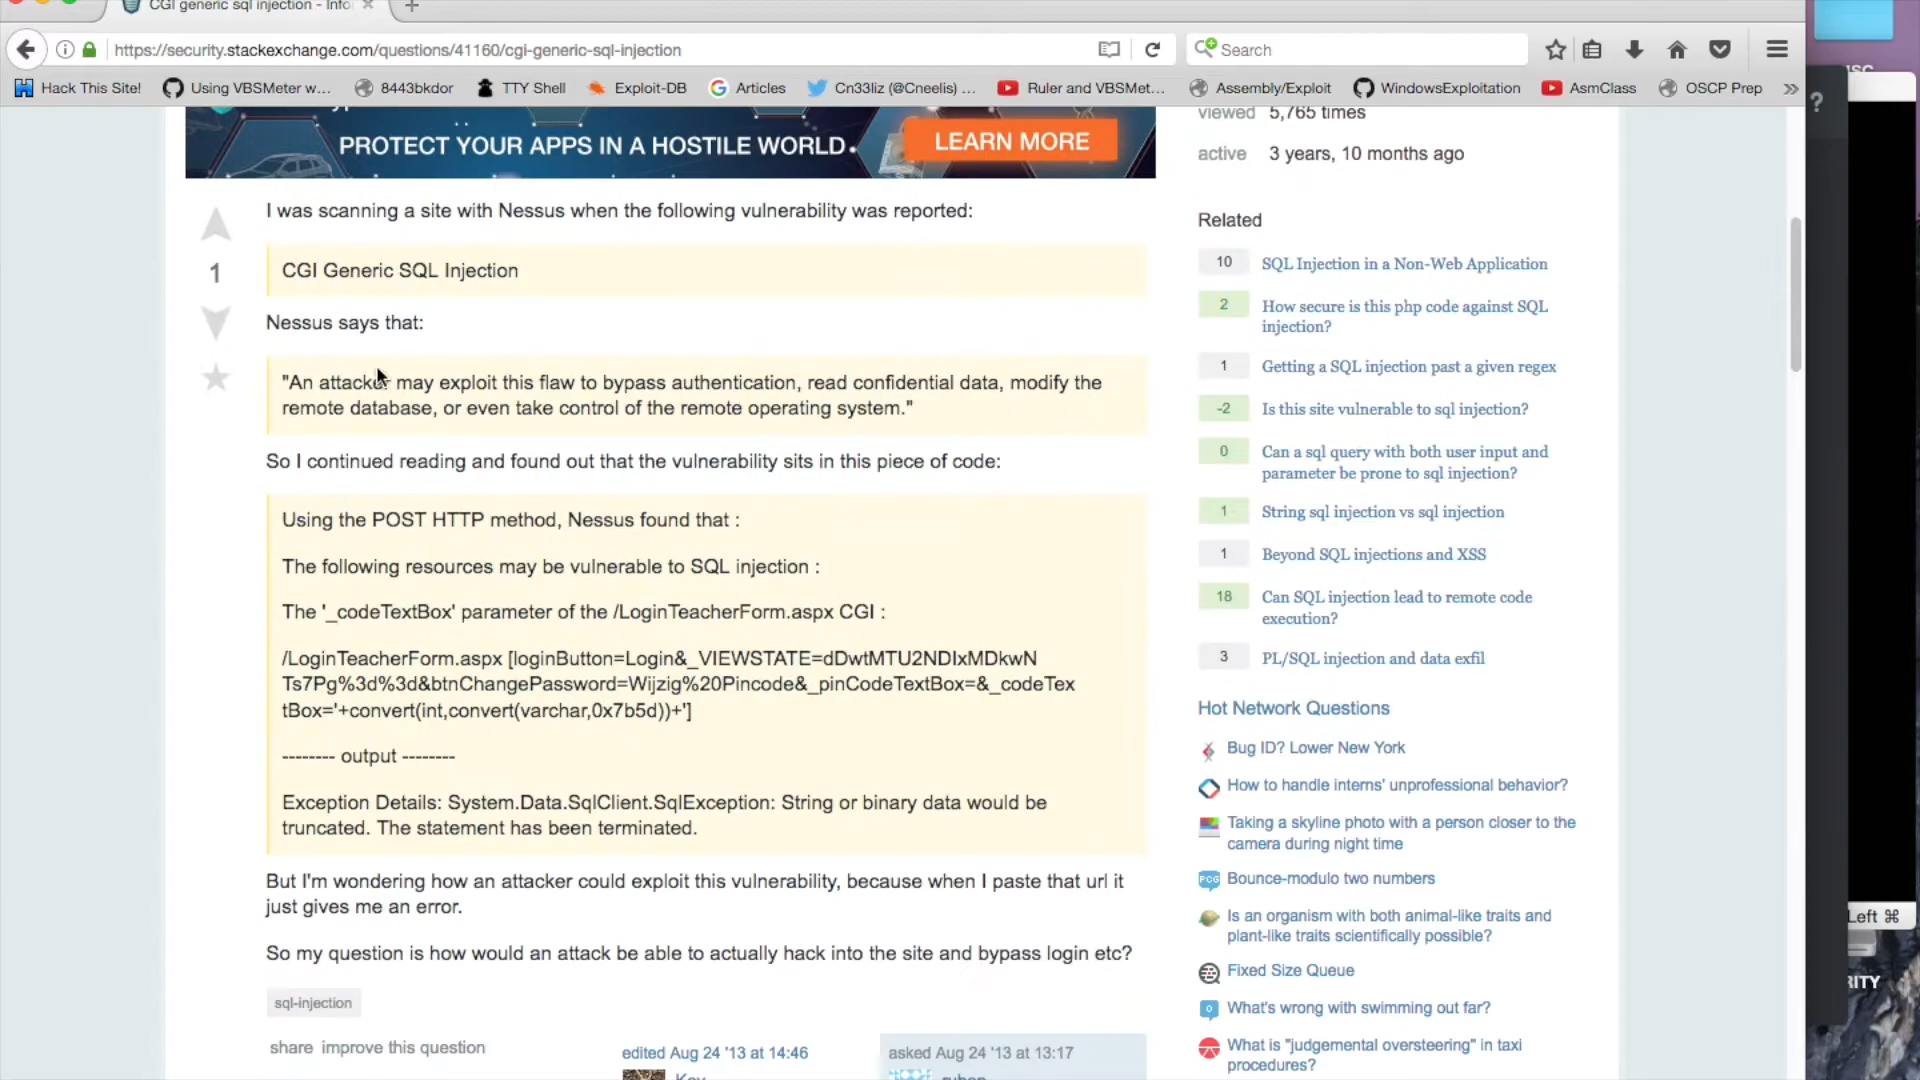 CGI generic sql injection - Info
https://security.stackexchange.com/questions/41160/cgi-generic-sql-injection
Search
Hack This Site!
Using VBSMeter w...
8443bkdor
TTY Shell
Exploit-DB
Articles
Cn33liz (@Cneelis) ...
Ruler and VBSMet...
Assembly/Exploit
WindowsExploitation
AsmClass
OSCP Prep
PROTECT YOUR APPS IN A HOSTILE WORLD.
LEARN MORE
I was scanning a site with Nessus when the following vulnerability was reported:
1
CGI Generic SQL Injection
Nessus says that:
"An attacker may exploit this flaw to bypass authentication, read confidential data, modify the
remote database, or even take control of the remote operating system."
So I continued reading and found out that the vulnerability sits in this piece of code:
Using the POST HTTP method, Nessus found that :
The following resources may be vulnerable to SQL injection :
The '_codeTextBox' parameter of the /LoginTeacherForm.aspx CGI :
/LoginTeacherForm.aspx [loginButton=Login&_VIEWSTATE=dDwtMTU2NDIxMDkwN
Ts7Pg%3d%3d&btnChangePassword=Wijzig%20Pincode&_pinCodeTextBox=&_codeTex
tBox='+convert(int,convert(varchar,0x7b5d))+']
-------- output --------
Exception Details: System.Data.SqlClient.SqlException: String or binary data would be
truncated. The statement has been terminated.
But I'm wondering how an attacker could exploit this vulnerability, because when I paste that url it
just gives me an error.
So my question is how would an attack be able to actually hack into the site and bypass login etc?
sql-injection
share improve this question
edited Aug 24 '13 at 14:46
asked Aug 24 '13 at 13:17
viewed 5,765 times
active 3 years, 10 months ago
Related
10 SQL Injection in a Non-Web Application
2 How secure is this php code against SQL
injection?
1 Getting a SQL injection past a given regex
-2 Is this site vulnerable to sql injection?
0 Can a sql query with both user input and
parameter be prone to sql injection?
1 String sql injection vs sql injection
1 Beyond SQL injections and XSS
18 Can SQL injection lead to remote code
execution?
3 PL/SQL injection and data exfil
Hot Network Questions
Bug ID? Lower New York
How to handle interns' unprofessional behavior?
Taking a skyline photo with a person closer to the
camera during night time
PCG
Bounce-modulo two numbers
Is an organism with both animal-like traits and
plant-like traits scientifically possible?
Fixed Size Queue
What's wrong with swimming out far?
What is "judgemental oversteering" in taxi
procedures?
Left ⌘